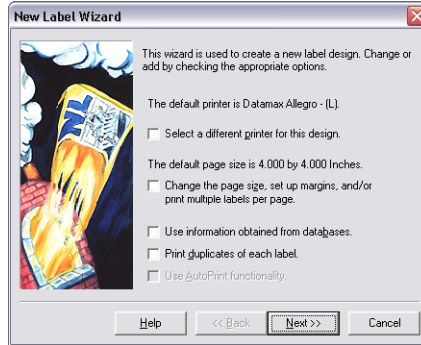 New Label Wizard
This wizard is used to create a new label design. Change or
add by checking the appropriate options.
The default printer is Datamax Allegro - (L).
Select a different printer for this design.
The default page size is 4.000 by 4.000 Inches.
Change the page size, set up margins, and/or
print multiple labels per page.
Use information obtained from databases.
Print duplicates of each label.
Use AutoPrint functionality.
Help
<< Back
Next >>
Cancel